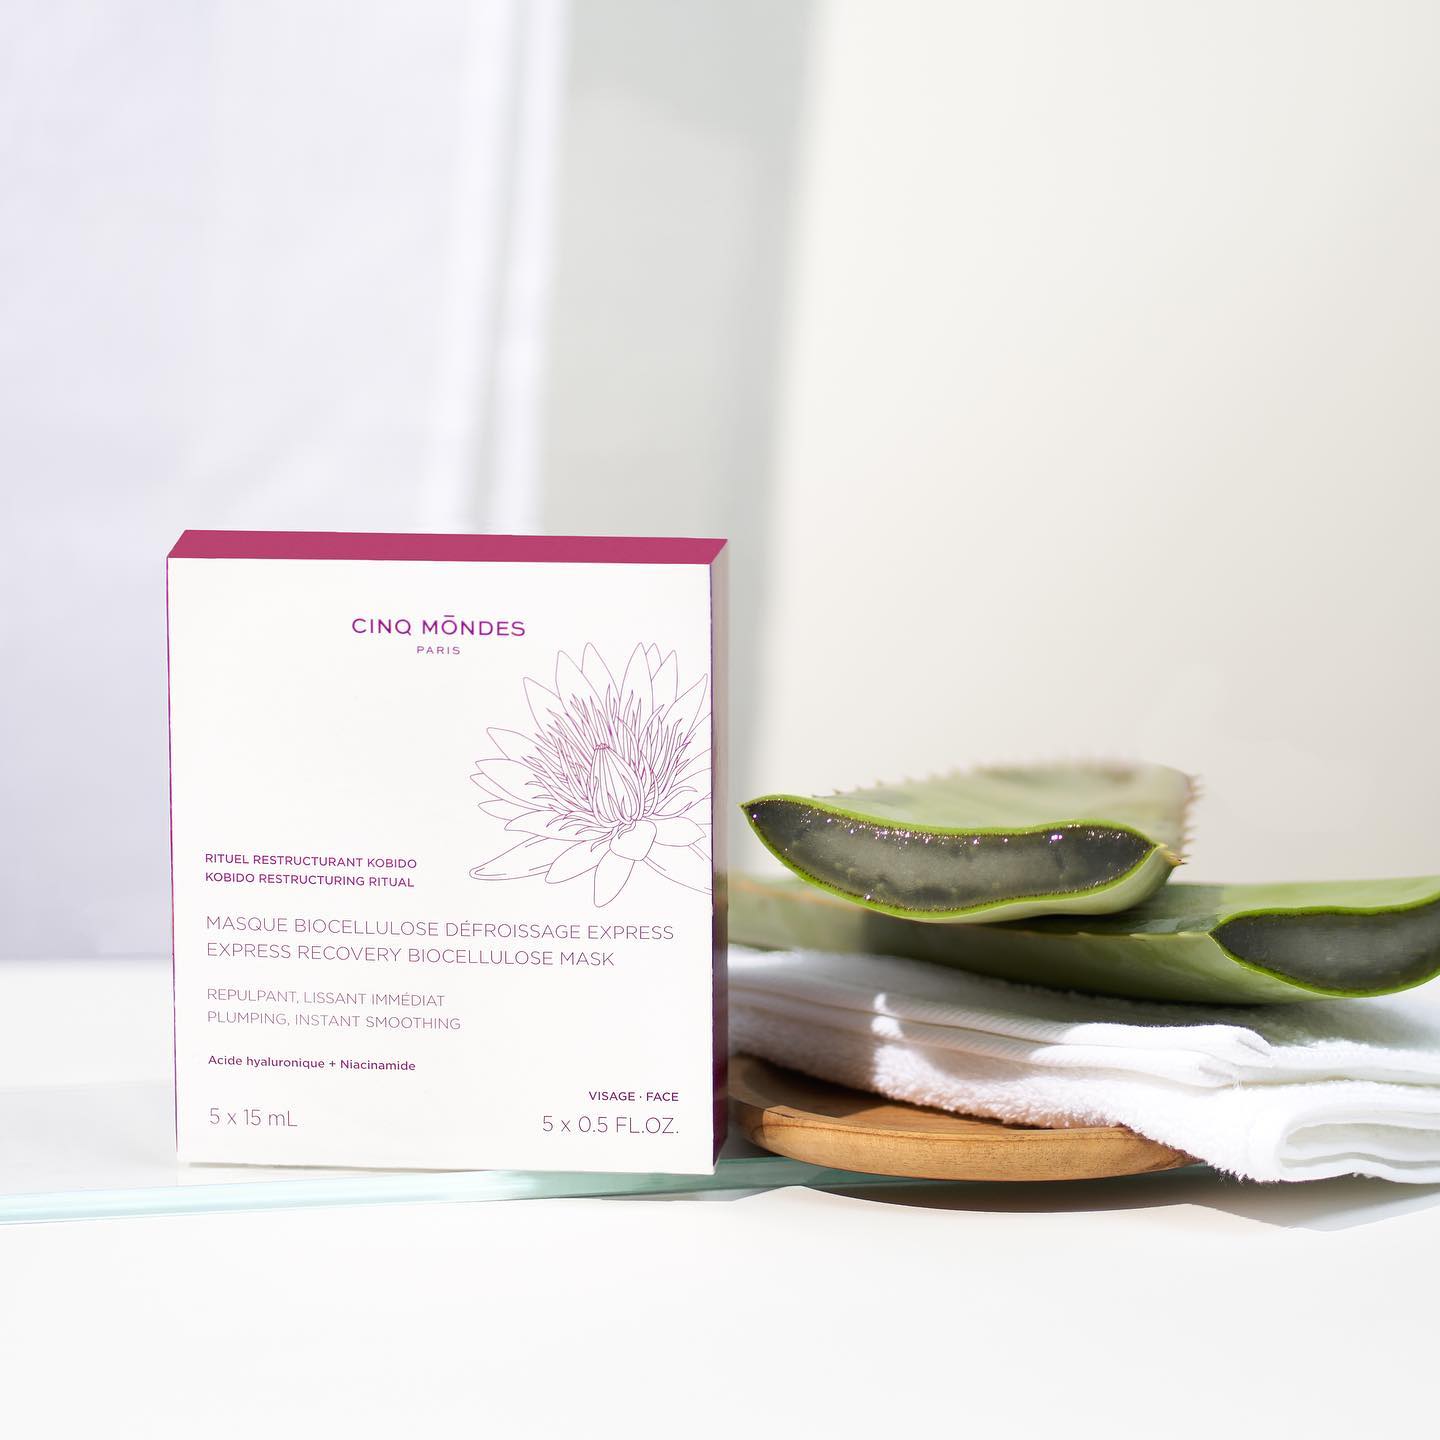 CINQ MŌNDES
PARIS
RITUEL RESTRUCTURANT KOBIDO
KOBIDO RESTRUCTURING RITUAL
MASQUE BIOCELLULOSE DÉFROISSAGE EXPRESS
EXPRESS RECOVERY BIOCELLULOSE MASK
REPULPANT, LISSANT IMMÉDIAT
PLUMPING, INSTANT SMOOTHING
Acide hyaluronique + Niacinamide
VISAGE · FACE
5 x 15 mL
5 x 0.5 FL.OZ.